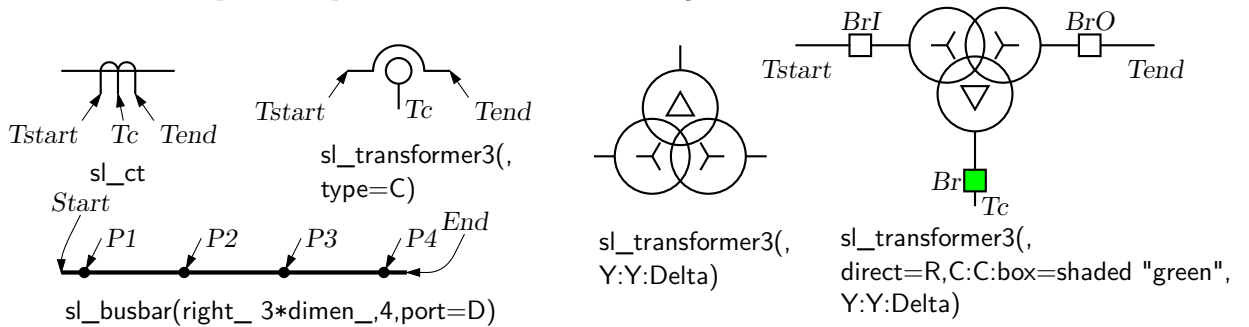 BrI
BrO
Tstart
Tend
Tstart
Tc
Tend
Tstart
Tc
Tend
sl_ct
sl_transformer3(,
type=C)
Br
Tc
Start
P1
P2
P3
P4
End
sl_busbar(right_ 3*dimen_,4,port=D)
sl_transformer3(,
Y:Y:Delta)
sl_transformer3(,
direct=R,C:C:box=shaded "green",
Y:Y:Delta)